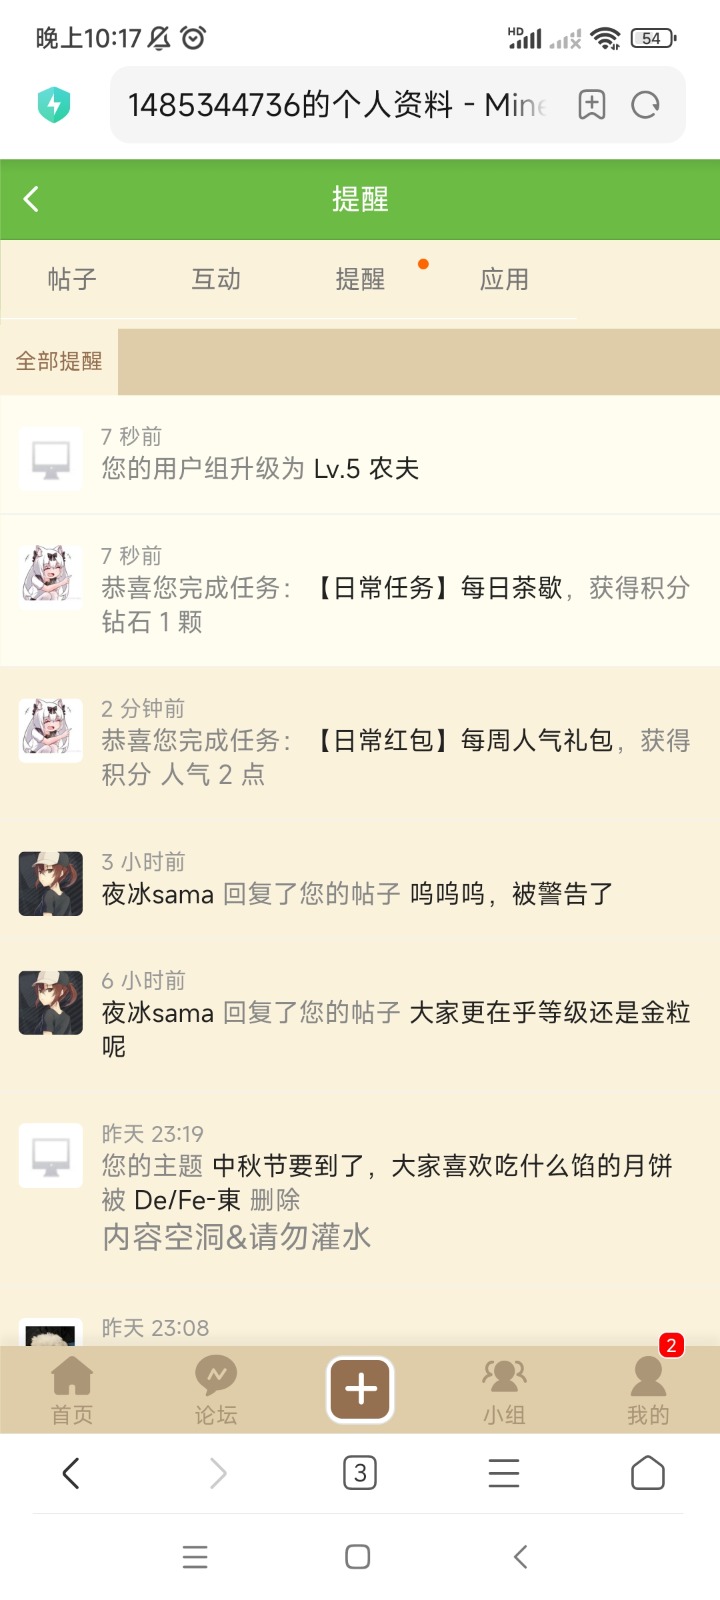 晚上10:17
HD
54
1485344736的个人资料 - Mine
提醒
帖子
互动
提醒
应用
全部提醒
7 秒前
您的用户组升级为 Lv.5 农夫
7 秒前
恭喜您完成任务：【日常任务】每日茶歇，获得积分
钻石 1 颗
2 分钟前
恭喜您完成任务：【日常红包】每周人气礼包，获得
积分 人气 2 点
3 小时前
夜冰sama 回复了您的帖子 呜呜呜，被警告了
6 小时前
夜冰sama 回复了您的帖子 大家更在乎等级还是金粒
呢
昨天 23:19
您的主题 中秋节要到了，大家喜欢吃什么馅的月饼
被 De/Fe-東 删除
内容空洞&请勿灌水
昨天 23:08
首页
论坛
小组
2
我的
3